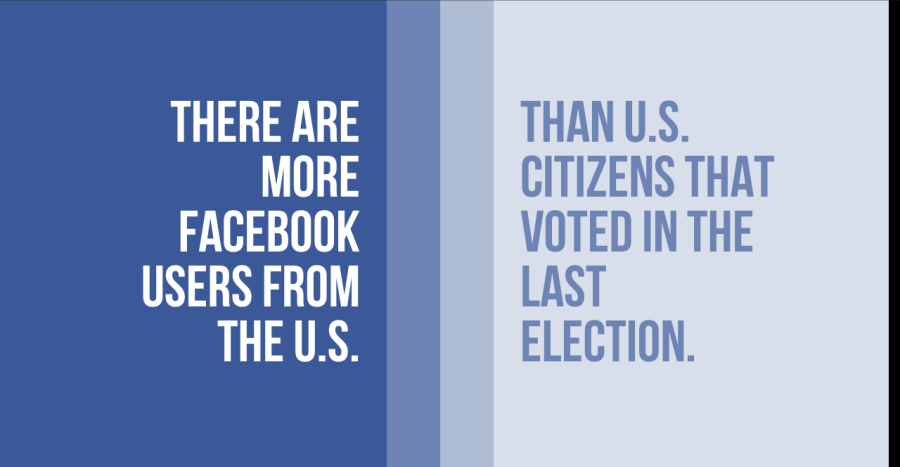 THERE ARE
MORE
FACEBOOK
USERS FROM
THE U.S.
THAN U.S.
CITIZENS THAT
VOTED IN THE
LAST
ELECTION.